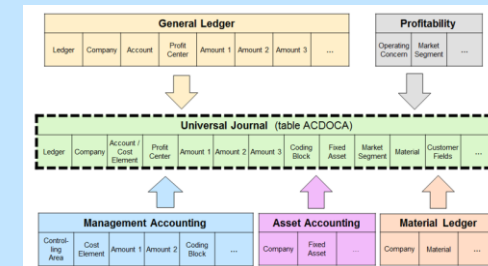 General Ledger
Ledger Company Account Profit Center Amount 1 Amount 2 Amount 3 ...
Profitability
Operating Concern Market Segment ...
Universal Journal (table ACDOCA)
Ledger Company Account / Cost Element Profit Center Amount 1 Amount 2 Amount 3 Coding Block Fixed Asset Market Segment Material Customer Fields ...
Management Accounting
Control-ling Area Cost Element Amount 1 Amount 2 Coding Block ...
Asset Accounting
Company Fixed Asset ...
Material Ledger
Company Material ...